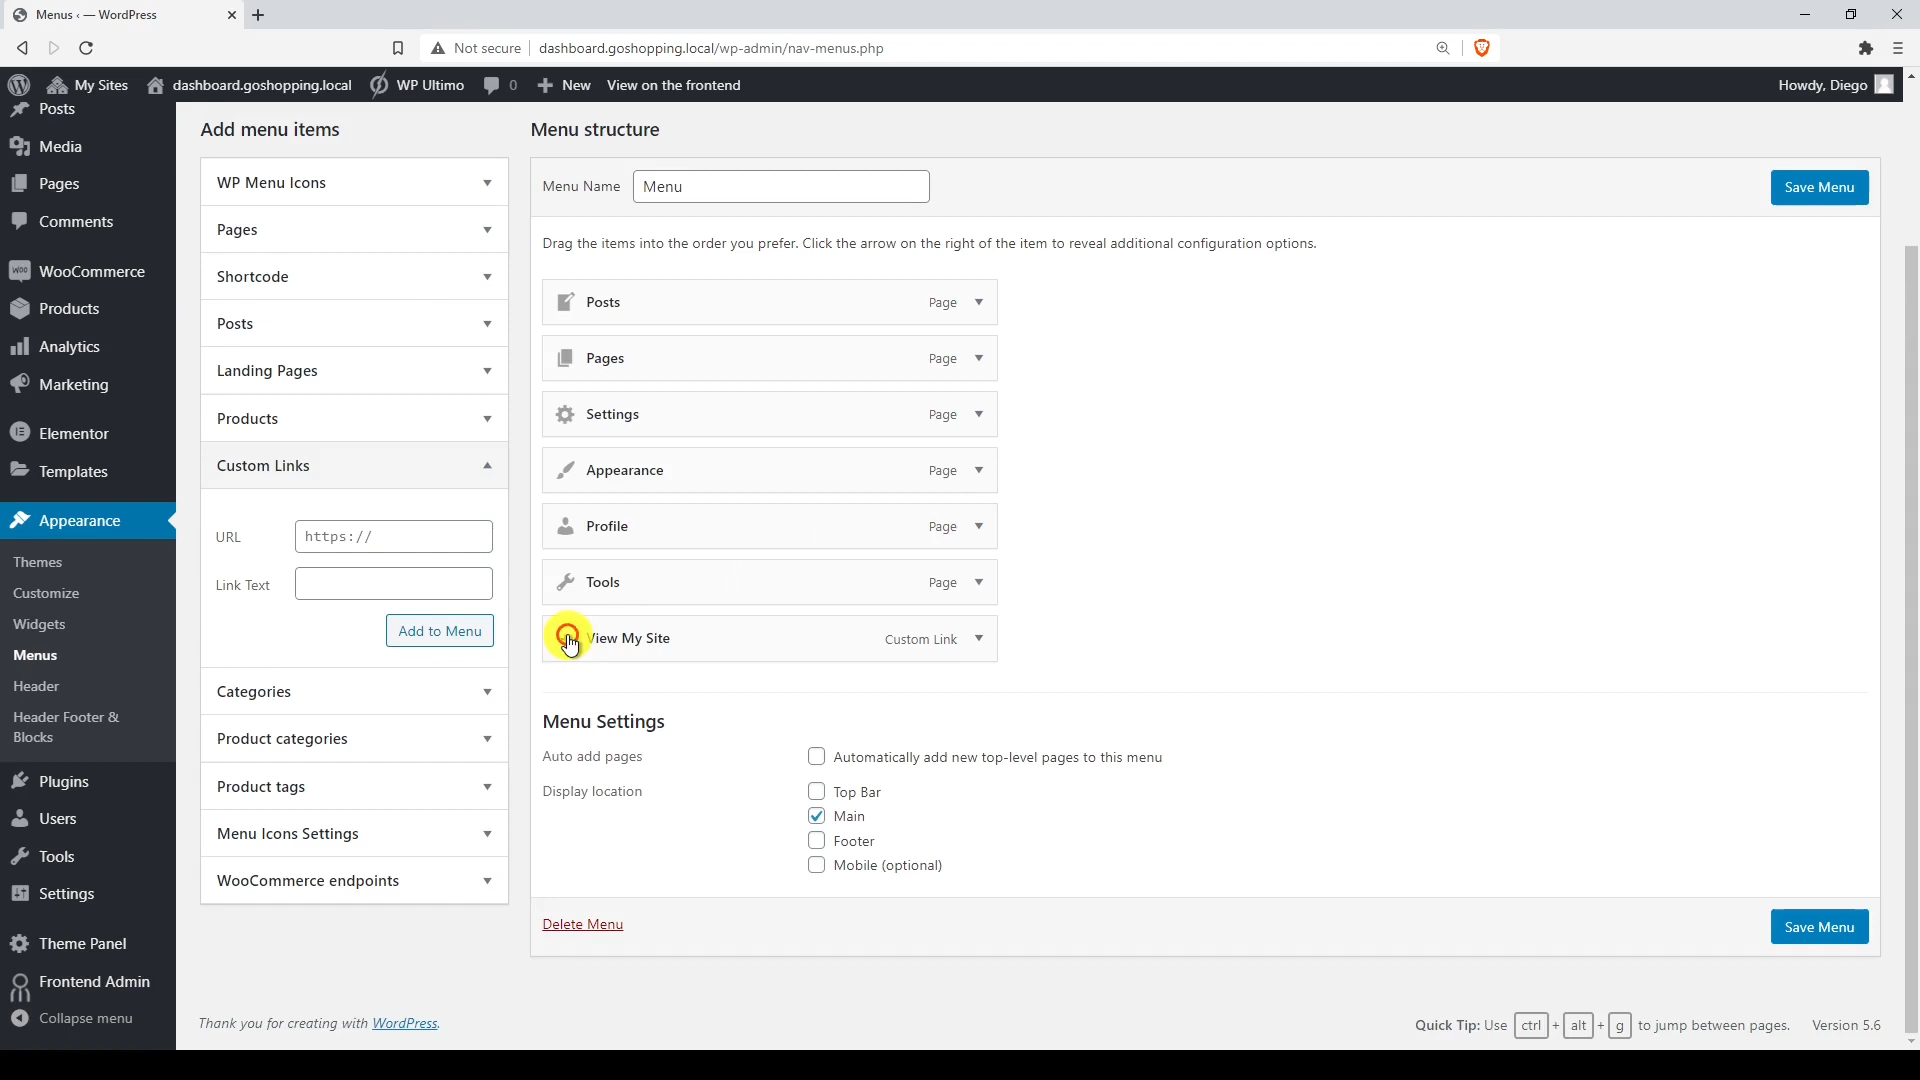 Menus ‹ — WordPress
Not secure
dashboard.goshopping.local/wp-admin/nav-menus.php
My Sites
dashboard.goshopping.local
WP Ultimo
0
New
View on the frontend
Howdy, Diego
Posts
Media
Pages
Comments
WooCommerce
Products
Analytics
Marketing
Elementor
Templates
Appearance
Themes
Customize
Widgets
Menus
Header
Header Footer &
Blocks
Plugins
Users
Tools
Settings
Theme Panel
Frontend Admin
Collapse menu
Add menu items
WP Menu Icons
Pages
Shortcode
Posts
Landing Pages
Products
Custom Links
URL
https://
Link Text
Add to Menu
Categories
Product categories
Product tags
Menu Icons Settings
WooCommerce endpoints
Menu structure
Menu Name
Menu
Save Menu
Drag the items into the order you prefer. Click the arrow on the right of the item to reveal additional configuration options.
Posts Page
Pages Page
Settings Page
Appearance Page
Profile Page
Tools Page
View My Site Custom Link
Menu Settings
Auto add pages
Automatically add new top-level pages to this menu
Display location
Top Bar
Main
Footer
Mobile (optional)
Delete Menu
Save Menu
Thank you for creating with WordPress.
Quick Tip: Use ctrl + alt + g to jump between pages.
Version 5.6